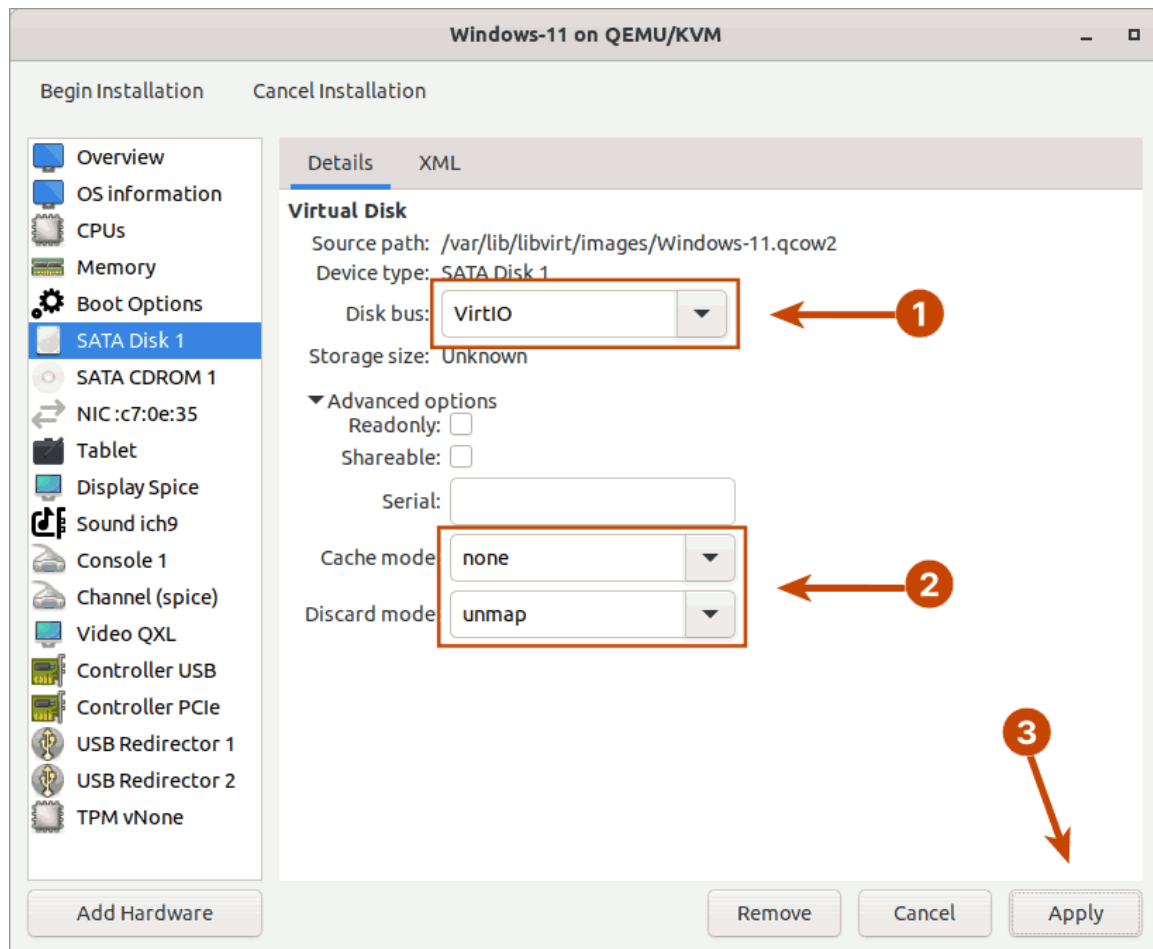 Windows-11 on QEMU/KVM
Begin Installation Cancel Installation
Overview
OS information
CPUs
Memory
Boot Options
SATA Disk 1
SATA CDROM 1
NIC :c7:0e:35
Tablet
Display Spice
Sound ich9
Console 1
Channel (spice)
Video QXL
Controller USB
Controller PCIe
USB Redirector 1
USB Redirector 2
TPM vNone
Add Hardware
Details XML
Virtual Disk
Source path: /var/lib/libvirt/images/Windows-11.qcow2
Device type: SATA Disk 1
Disk bus: VirtIO
1
Storage size: Unknown
Advanced options
Readonly:
Shareable:
Serial:
Cache mode none
2
Discard mode unmap
3
Remove Cancel Apply